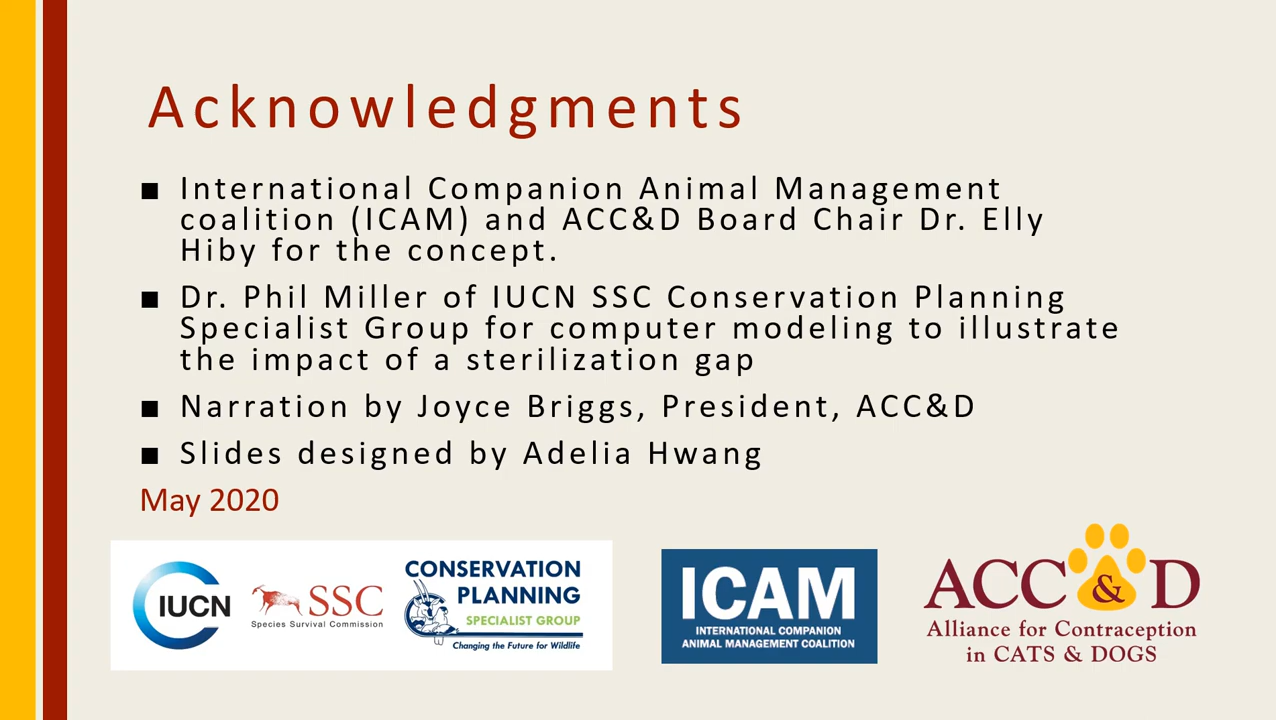 Acknowledgments
■ International Companion Animal Management
coalition (ICAM) and ACC&D Board Chair Dr. Elly
Hiby for the concept.
■ Dr. Phil Miller of IUCN SSC Conservation Planning
Specialist Group for computer modeling to illustrate
the impact of a sterilization gap
■ Narration by Joyce Briggs, President, ACC&D
■ Slides designed by Adelia Hwang
May 2020
IUCN
SSC
Species Survival Commission
CONSERVATION
PLANNING
SPECIALIST GROUP
Changing the Future for Wildlife
ICAM
INTERNATIONAL COMPANION
ANIMAL MANAGEMENT COALITION
ACC&D
Alliance for Contraception
in CATS & DOGS